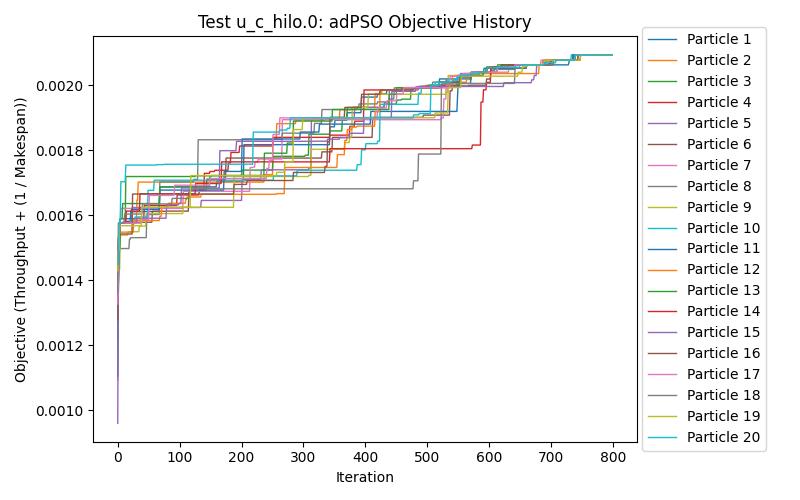 Test u_c_hilo.0: adPSO Objective History
Objective (Throughput + (1 / Makespan))
0.0020
0.0018
0.0016
0.0014
0.0012
0.0010
0
100
200
300
400
500
600
700
800
Iteration
Particle 1
Particle 2
Particle 3
Particle 4
Particle 5
Particle 6
Particle 7
Particle 8
Particle 9
Particle 10
Particle 11
Particle 12
Particle 13
Particle 14
Particle 15
Particle 16
Particle 17
Particle 18
Particle 19
Particle 20